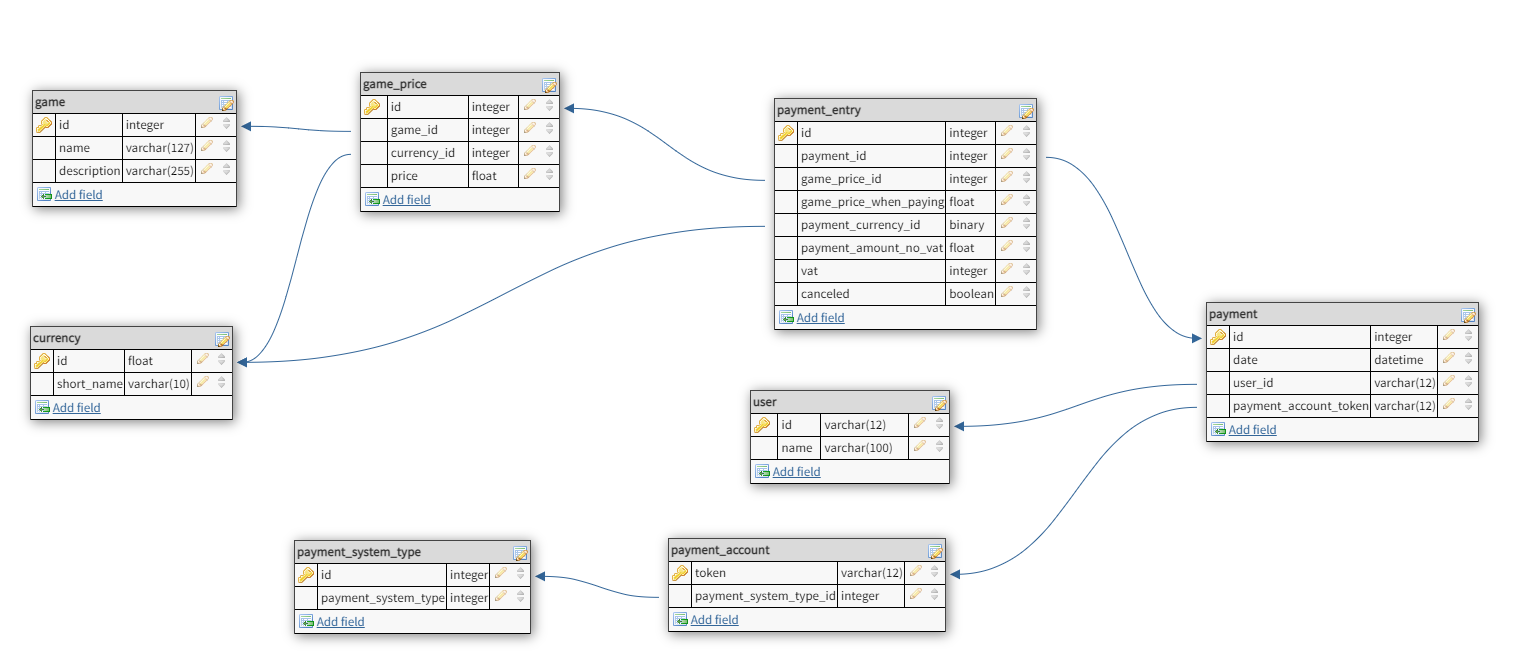 game
id integer
name varchar(127)
description varchar(255)
Add field
game_price
id integer
game_id integer
currency_id integer
price float
Add field
payment_entry
id integer
payment_id integer
game_price_id integer
game_price_when_paying float
payment_currency_id binary
payment_amount_no_vat float
vat integer
canceled boolean
Add field
payment
id integer
date datetime
user_id varchar(12)
payment_account_token varchar(12)
Add field
currency
id float
short_name varchar(10)
Add field
user
id varchar(12)
name varchar(100)
Add field
payment_system_type
id integer
payment_system_type integer
Add field
payment_account
token varchar(12)
payment_system_type_id integer
Add field